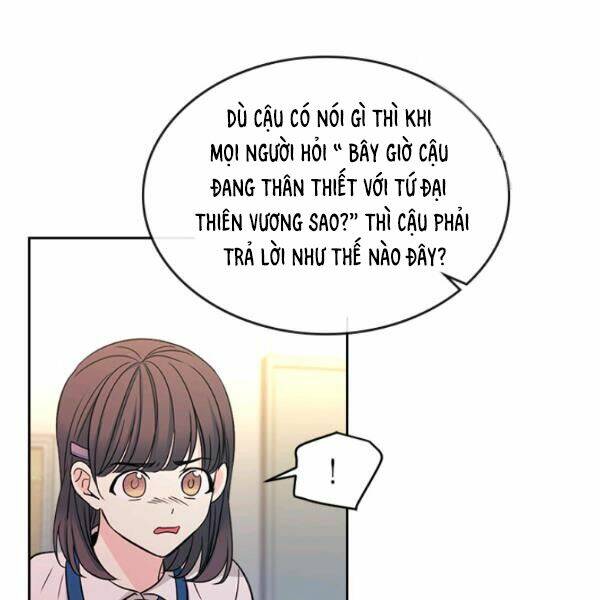 DÙ CẬU CÓ NÓI GÌ THÌ KHI
MỌI NGƯỜI HỎI “ BÂY GIỜ CẬU
ĐANG THÂN THIẾT VỚI TỨ ĐẠI
THIÊN VƯƠNG SAO?” THÌ CẬU PHẢI
TRẢ LỜI NHƯ THẾ NÀO ĐÂY?
!